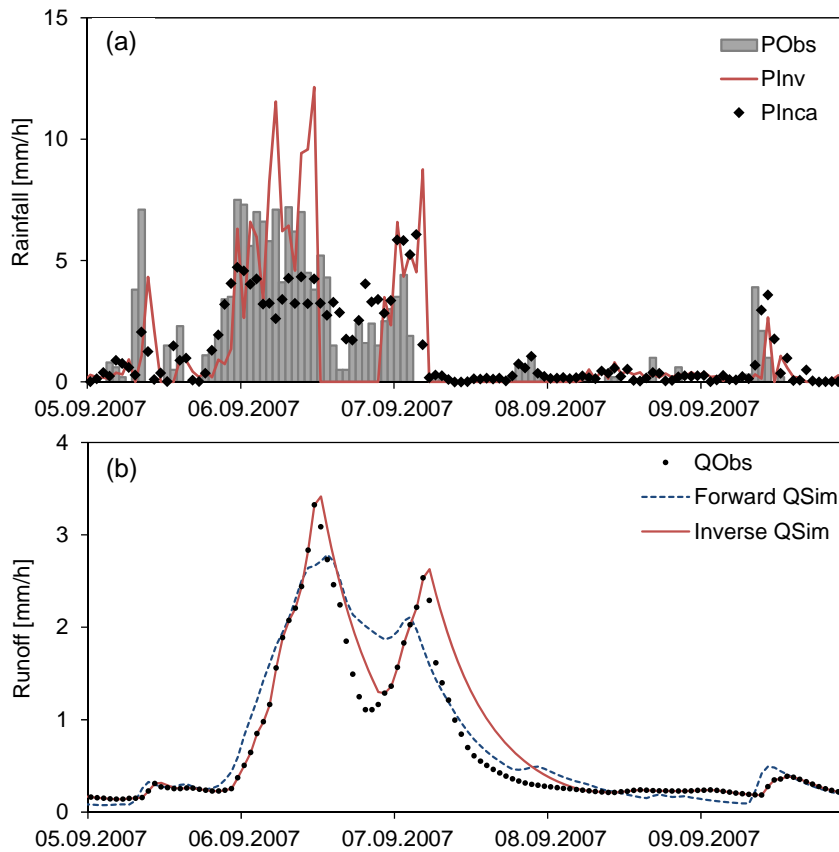 (a)
PObs
PInv
PInca
Rainfall [mm/h]
15
10
5
0
05.09.2007 06.09.2007 07.09.2007 08.09.2007 09.09.2007
(b)
QObs
Forward QSim
Inverse QSim
Runoff [mm/h]
4
3
2
1
0
05.09.2007 06.09.2007 07.09.2007 08.09.2007 09.09.2007